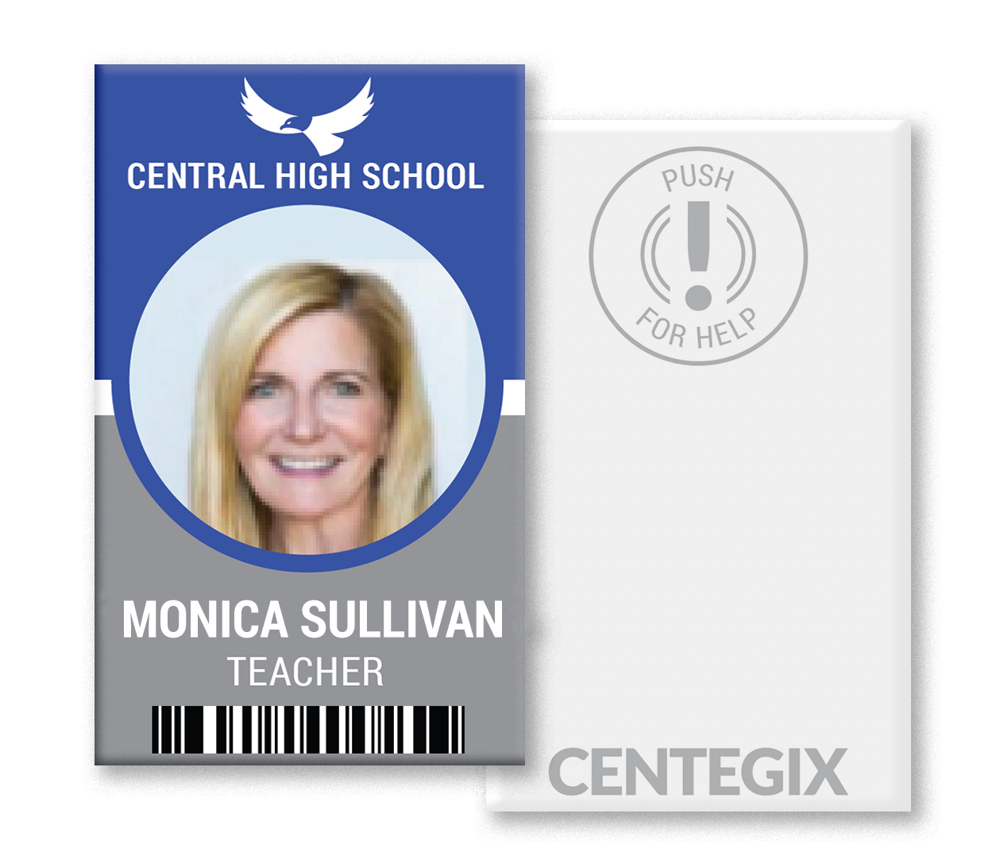 CENTRAL HIGH SCHOOL
MONICA SULLIVAN
TEACHER
PUSH
FOR HELP
CENTEGIX